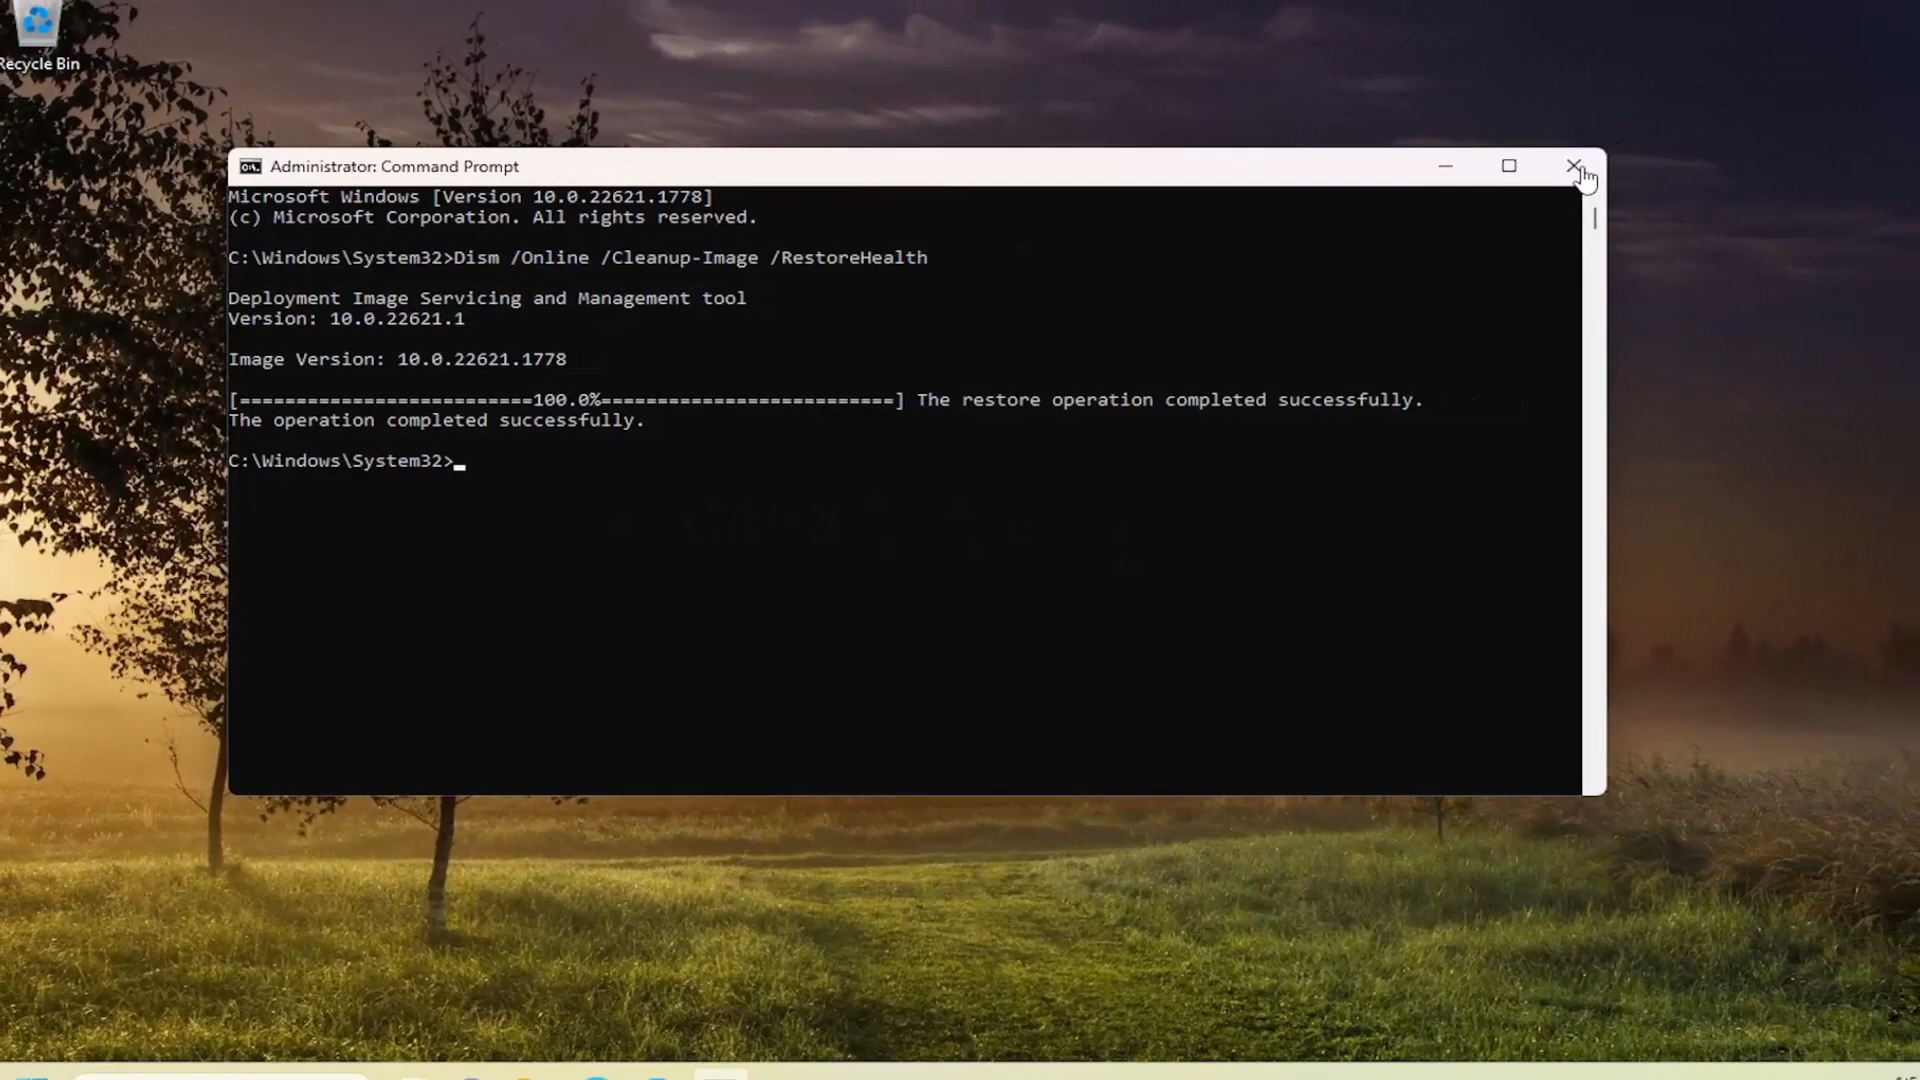 Recycle Bin
Administrator: Command Prompt
Microsoft Windows [Version 10.0.22621.1778]
(c) Microsoft Corporation. All rights reserved.
C:\Windows\System32>Dism /Online /Cleanup-Image /RestoreHealth
Deployment Image Servicing and Management tool
Version: 10.0.22621.1
Image Version: 10.0.22621.1778
[==========================100.0%==========================] The restore operation completed successfully.
The operation completed successfully.
C:\Windows\System32>